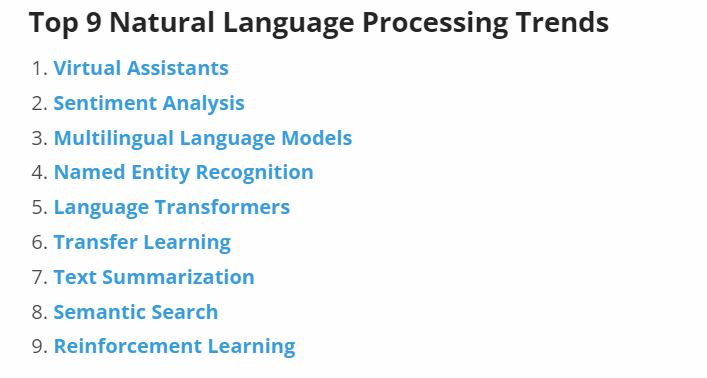 Top 9 Natural Language Processing Trends
1. Virtual Assistants
2. Sentiment Analysis
3. Multilingual Language Models
4. Named Entity Recognition
5. Language Transformers
6. Transfer Learning
7. Text Summarization
8. Semantic Search
9. Reinforcement Learning